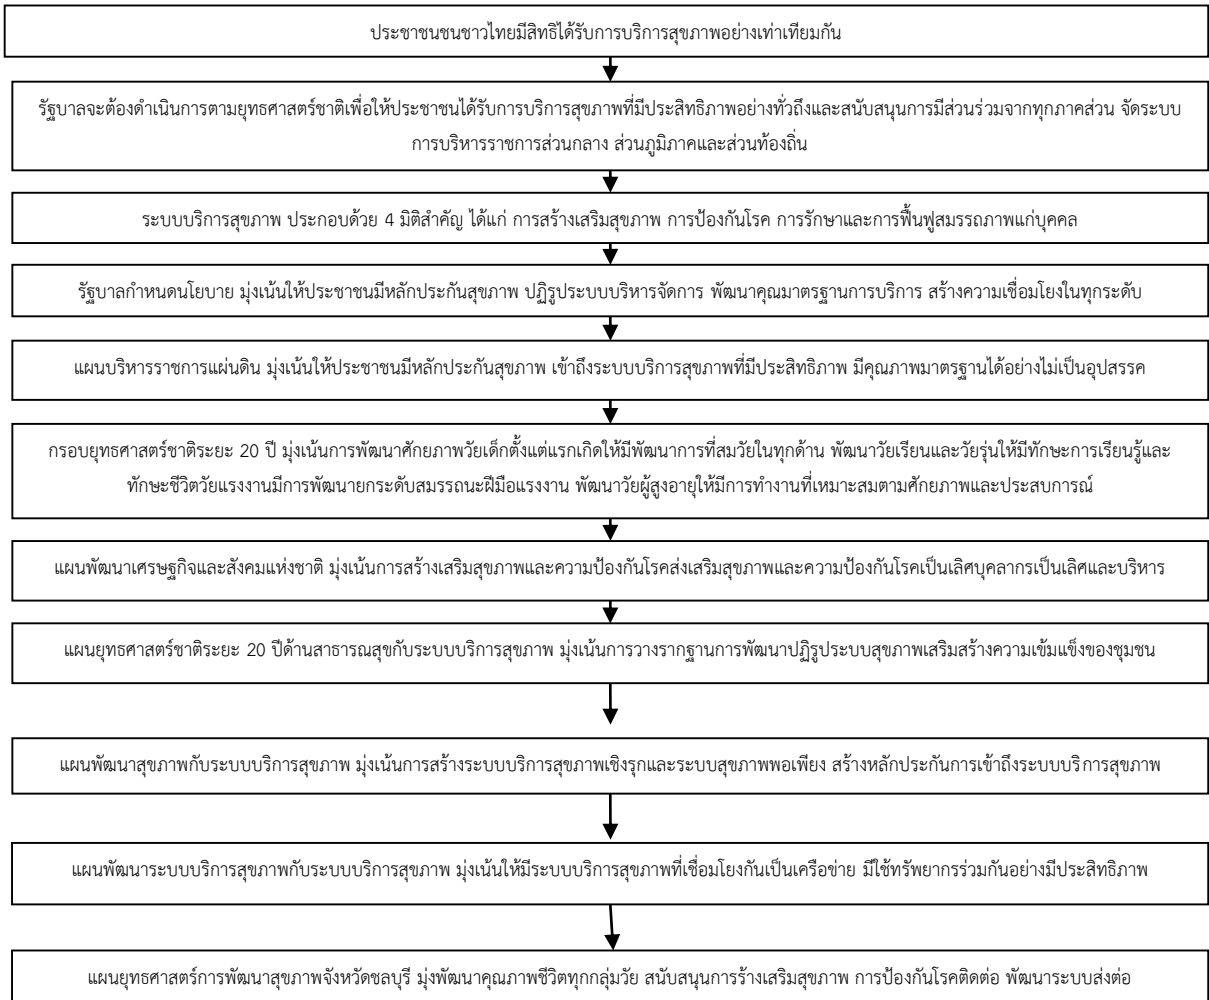 ประชาชนชนชาวไทยมีสิทธิได้รับการบริการสุขภาพอย่างเท่าเทียมกัน
รัฐบาลจะต้องดำเนินการตามยุทธศาสตร์ชาติเพื่อให้ประชาชนได้รับการบริการสุขภาพที่มีประสิทธิภาพอย่างทั่วถึงและสนับสนุนการมีส่วนร่วมจากทุกภาคส่วน จัดระบบ
การบริหารราชการส่วนกลาง ส่วนภูมิภาคและส่วนท้องถิ่น
ระบบบริการสุขภาพ ประกอบด้วย 4 มิติสำคัญ ได้แก่ การสร้างเสริมสุขภาพ การป้องกันโรค การรักษาและการฟื้นฟูสมรรถภาพแก่บุคคล
รัฐบาลกำหนดนโยบาย มุ่งเน้นให้ประชาชนมีหลักประกันสุขภาพ ปฏิรูประบบบริหารจัดการ พัฒนาคุณมาตรฐานการบริการ สร้างความเชื่อมโยงในทุกระดับ
แผนบริหารราชการแผ่นดิน มุ่งเน้นให้ประชาชนมีหลักประกันสุขภาพ เข้าถึงระบบบริการสุขภาพที่มีประสิทธิภาพ มีคุณภาพมาตรฐานได้อย่างไม่เป็นอุปสรรค
กรอบยุทธศาสตร์ชาติระยะ 20 ปี มุ่งเน้นการพัฒนาศักยภาพวัยเด็กตั้งแต่แรกเกิดให้มีพัฒนาการที่สมวัยในทุกด้าน พัฒนาวัยเรียนและวัยรุ่นให้มีทักษะการเรียนรู้และ
ทักษะชีวิตวัยแรงงานมีการพัฒนายกระดับสมรรถนะฝีมือแรงงาน พัฒนาวัยผู้สูงอายุให้มีการทำงานที่เหมาะสมตามศักยภาพและประสบการณ์
แผนพัฒนาเศรษฐกิจและสังคมแห่งชาติ มุ่งเน้นการสร้างเสริมสุขภาพและความป้องกันโรคส่งเสริมสุขภาพและความป้องกันโรคเป็นเลิศบุคลากรเป็นเลิศและบริหาร
แผนยุทธศาสตร์ชาติระยะ 20 ปีด้านสาธารณสุขกับระบบบริการสุขภาพ มุ่งเน้นการวางรากฐานการพัฒนาปฏิรูประบบสุขภาพเสริมสร้างความเข้มแข็งของชุมชน
แผนพัฒนาสุขภาพกับระบบบริการสุขภาพ มุ่งเน้นการสร้างระบบบริการสุขภาพเชิงรุกและระบบสุขภาพพอเพียง สร้างหลักประกันการเข้าถึงระบบบริการสุขภาพ
แผนพัฒนาระบบบริการสุขภาพกับระบบบริการสุขภาพ มุ่งเน้นให้มีระบบบริการสุขภาพที่เชื่อมโยงกันเป็นเครือข่าย มีใช้ทรัพยากรร่วมกันอย่างมีประสิทธิภาพ
แผนยุทธศาสตร์การพัฒนาสุขภาพจังหวัดชลบุรี มุ่งพัฒนาคุณภาพชีวิตทุกกลุ่มวัย สนับสนุนการร้างเสริมสุขภาพ การป้องกันโรคติดต่อ พัฒนาระบบส่งต่อ